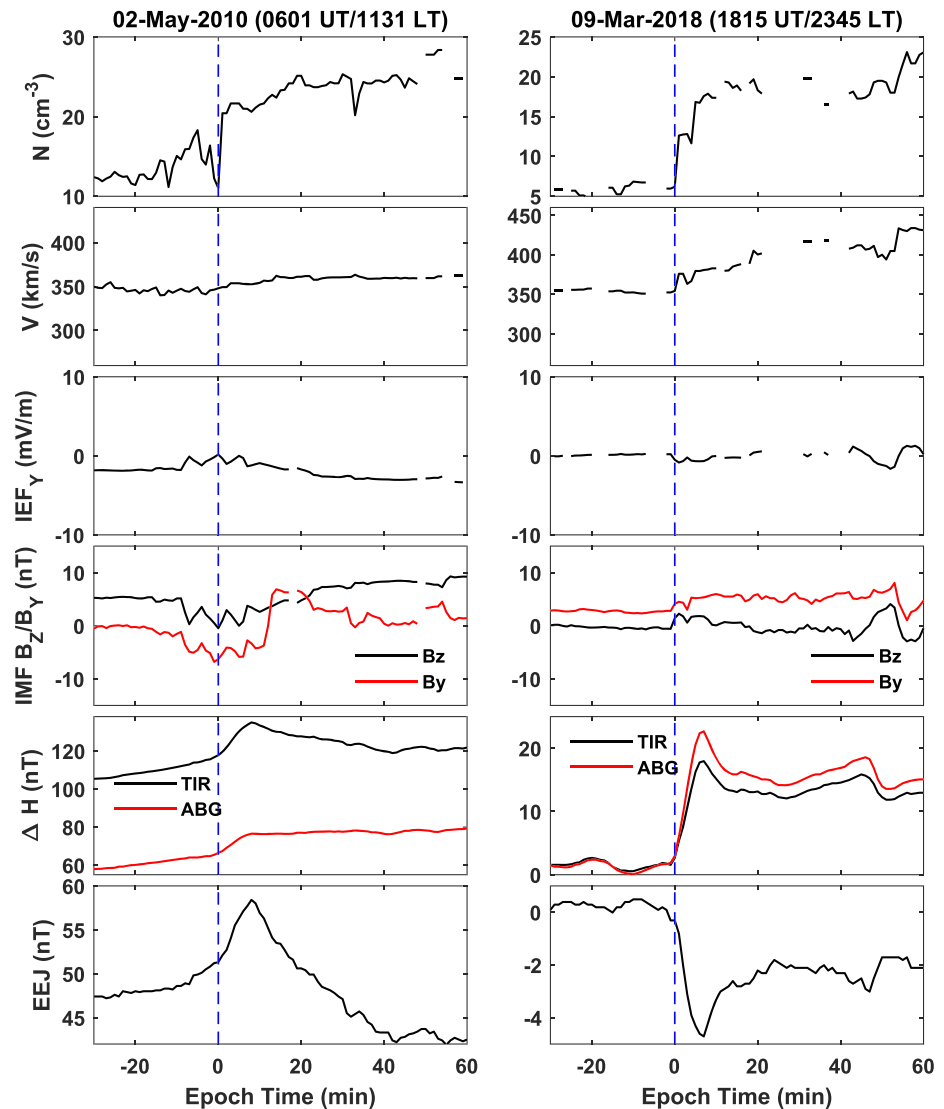 02-May-2010 (0601 UT/1131 LT)
09-Mar-2018 (1815 UT/2345 LT)
N (cm⁻³)
30
20
10
25
20
15
10
5
V (km/s)
400
350
300
450
400
350
300
IEF_Y (mV/m)
10
0
-10
10
0
-10
IMF B_Z/B_Y (nT)
10
0
-10
Bz
By
10
0
-10
Bz
By
Δ H (nT)
120
100
80
60
TIR
ABG
20
10
0
TIR
ABG
EEJ (nT)
60
55
50
45
0
-2
-4
-20 0 20 40 60
-20 0 20 40 60
Epoch Time (min)
Epoch Time (min)